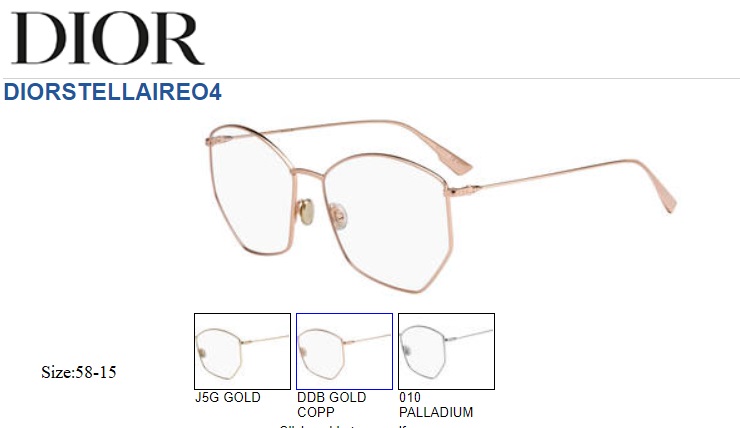 DIOR
DIORSTELLAIREO4
Size:58-15
J5G GOLD
DDB GOLD
COPP
010
PALLADIUM